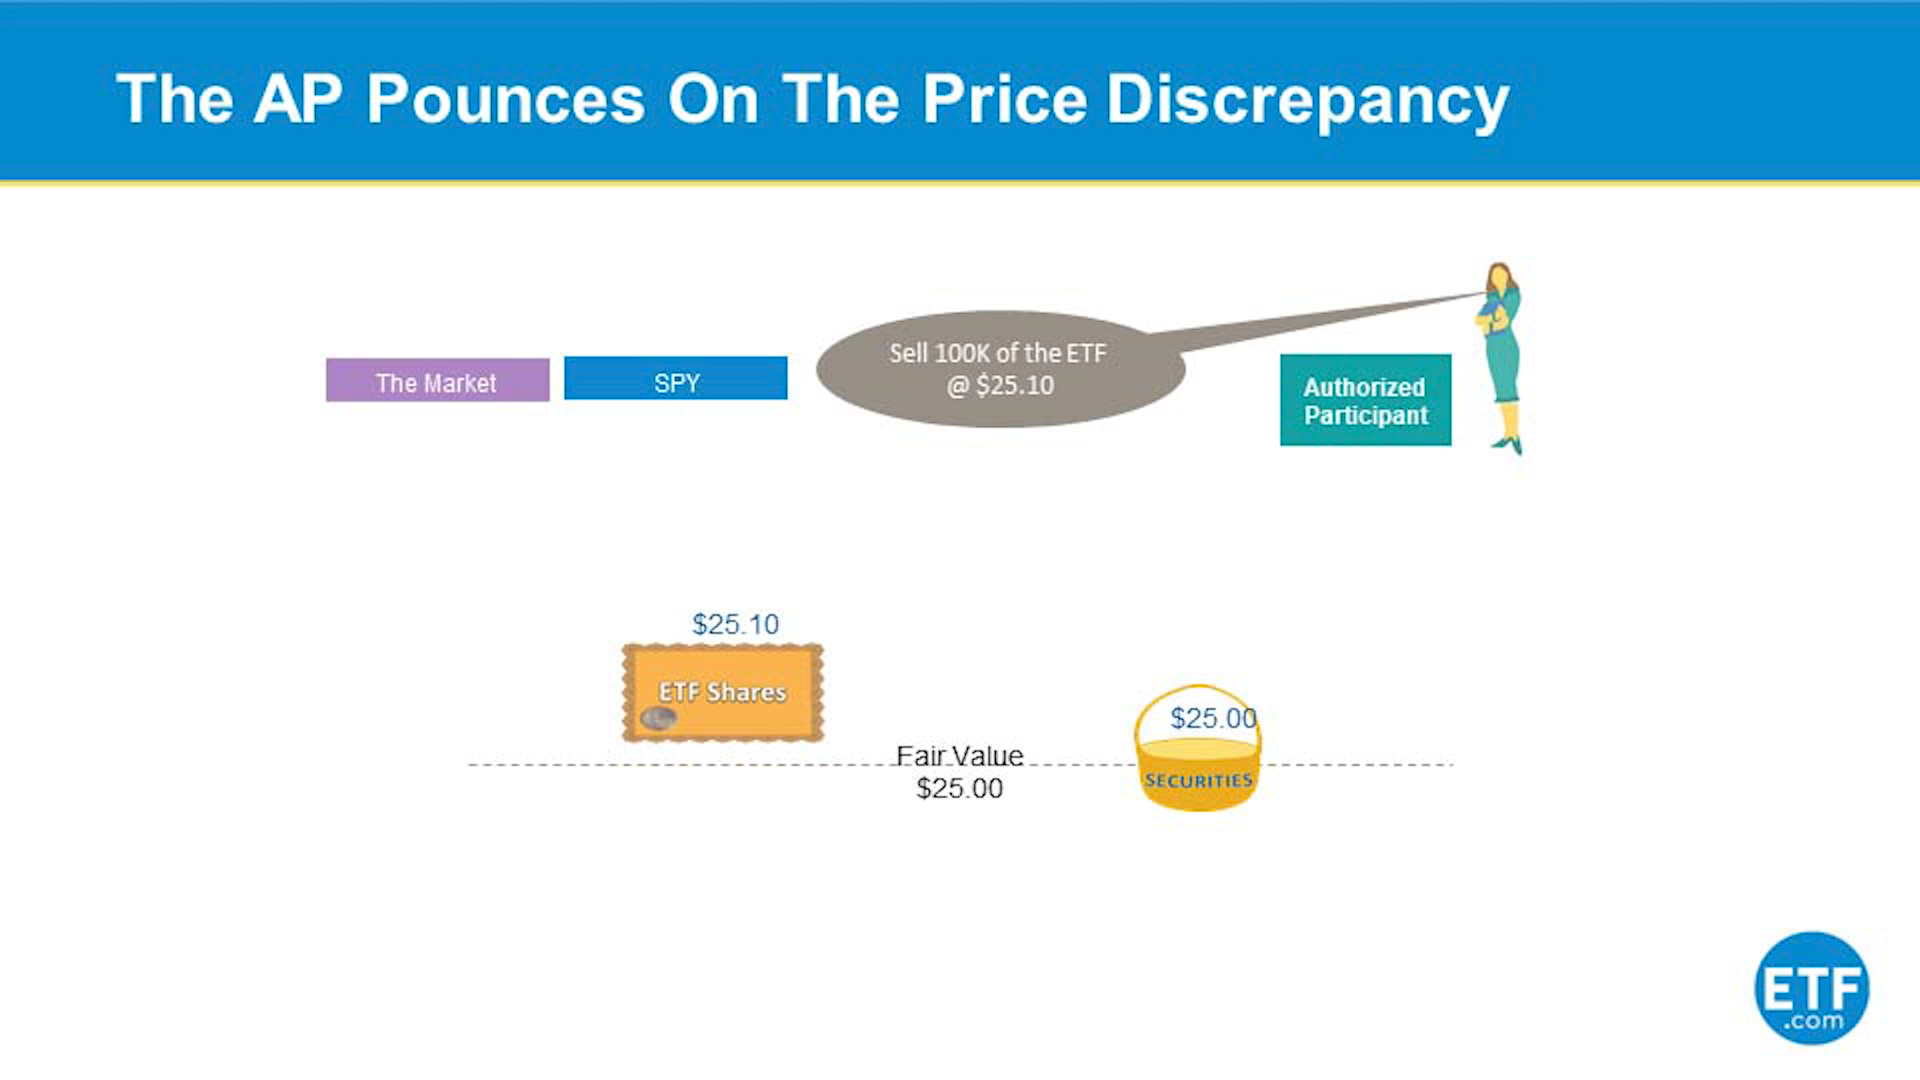 The AP Pounces On The Price Discrepancy
The Market
SPY
Sell 100K of the ETF
@ $25.10
Authorized
Participant
$25.10
ETF Shares
$25.00
SECURITIES
Fair Value
$25.00
ETF
.com